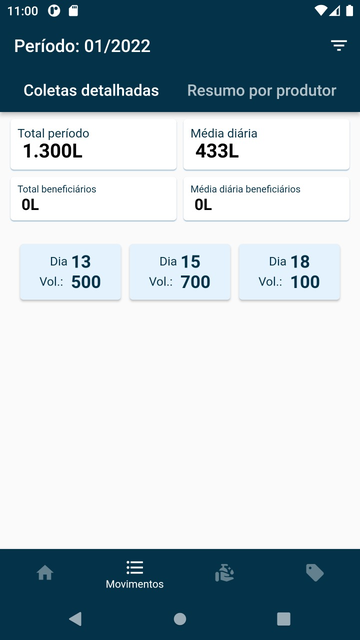 11:00
Período: 01/2022
Coletas detalhadas Resumo por produtor
Total período Média diária
1.300L 433L
Total beneficiários Média diária beneficiários
0L 0L
Dia 13 Dia 15 Dia 18
Vol.: 500 Vol.: 700 Vol.: 100
Movimentos